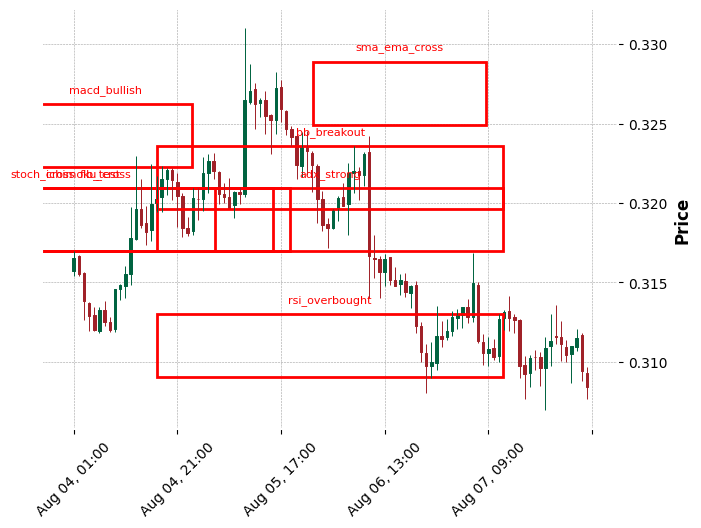 sma_ema_cross
0.330
macd_bullish
0.325
bb_breakout
adx_strong
0.320
Price
0.315
rsi_overbought
0.310
Aug 04, 01:00
Aug 04, 21:00
Aug 05, 17:00
Aug 06, 13:00
Aug 07, 09:00